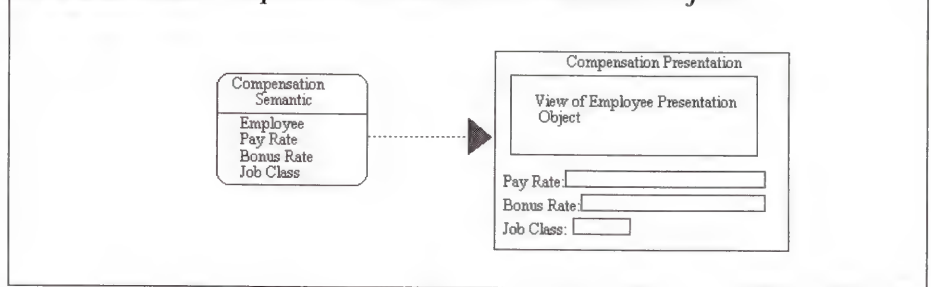 Compensation
Semantic
Employee
Pay Rate
Bonus Rate
Job Class
Compensation Presentation
View of Employee Presentation
Object
Pay Rate:
Bonus Rate:
Job Class: